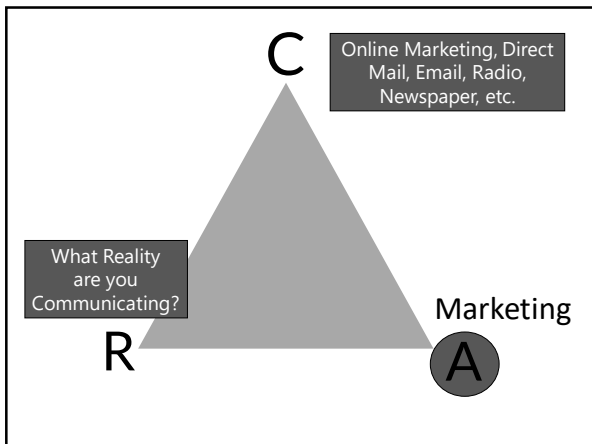 C
Online Marketing, Direct
Mail, Email, Radio,
Newspaper, etc.
What Reality
are you
Communicating?
R
Marketing
A